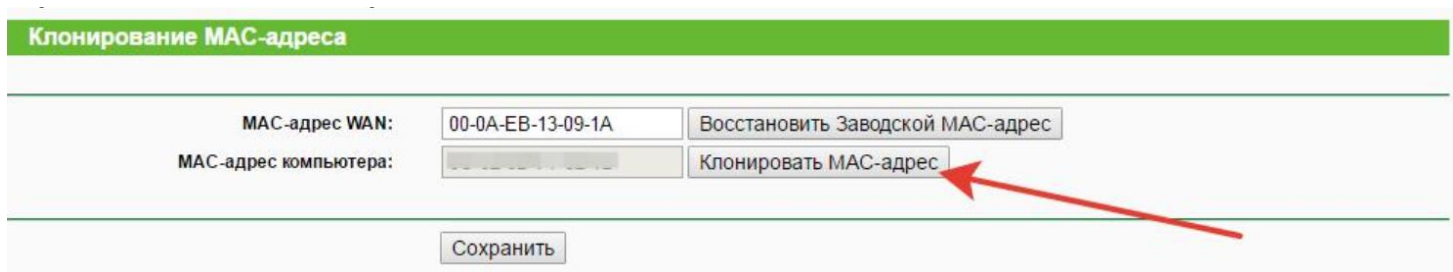 Клонирование MAC-адреса
MAC-адрес WAN: 00-0A-EB-13-09-1A Восстановить Заводской MAC-адрес
MAC-адрес компьютера: Клонировать MAC-адрес
Сохранить